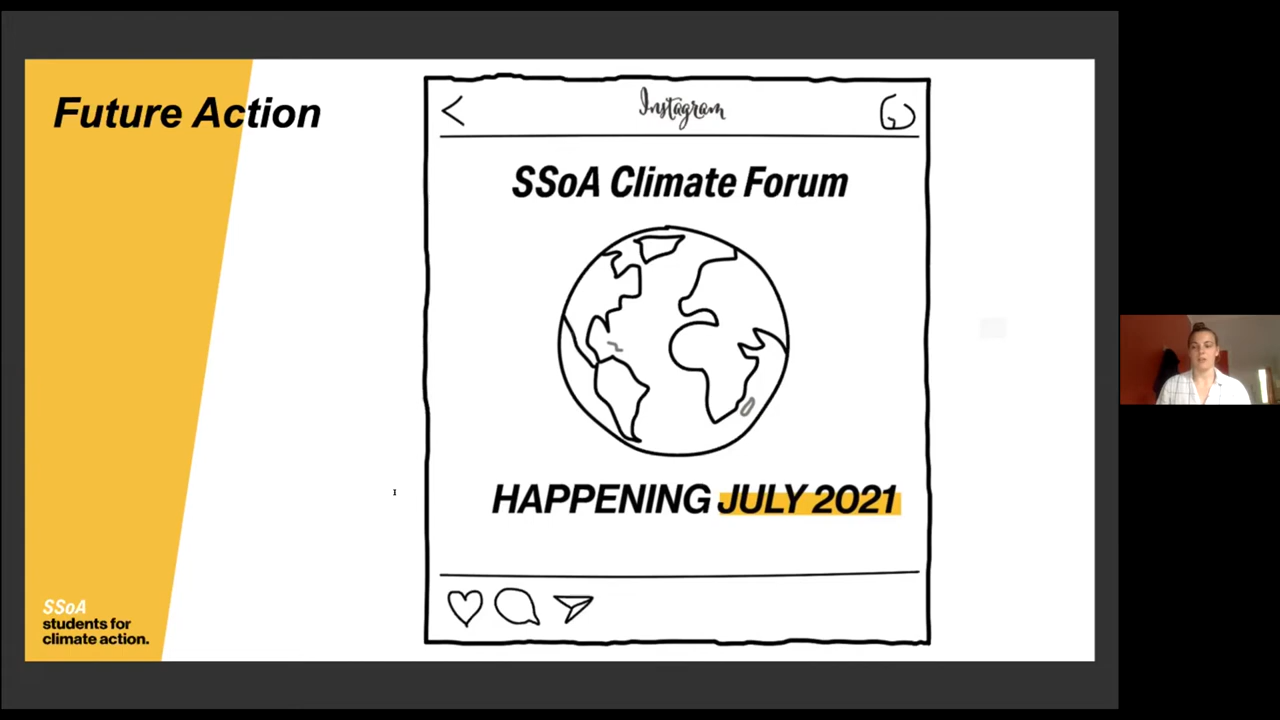 Future Action
Instagram
SSoA Climate Forum
HAPPENING JULY 2021
SSoA
students for
climate action.